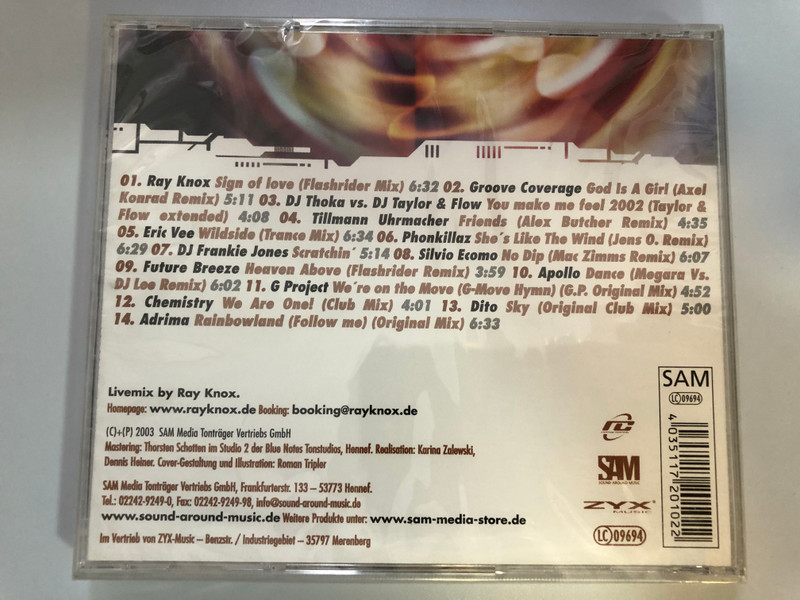 01. Ray Knox Sign of love (Flashrider Mix) 6:32 02. Groove Coverage God Is A Girl (Axel
Konrad Remix) 5:11 03. DJ Thoka vs. DJ Taylor & Flow You make me feel 2002 (Taylor &
Flow extended) 4:08 04. Tillmann Uhrmacher Friends (Alex Butcher Remix) 4:35
05. Eric Vee Wildside (Trance Mix) 6:34 06. Phonkillaz She´s Like The Wind (Jens O. Remix)
6:29 07. DJ Frankie Jones Scratchin´ 5:14 08. Silvio Ecomo No Dip (Mac Zimms Remix) 6:07
09. Future Breeze Heaven Above (Flashrider Remix) 3:59 10. Apollo Dance (Megara Vs.
DJ Lee Remix) 6:02 11. G Project We´re on the Move (G-Move Hymn) (G.P. Original Mix) 4:52
12. Chemistry We Are One! (Club Mix) 4:01 13. Dito Sky (Original Club Mix) 5:00
14. Adrima Rainbowland (Follow me) (Original Mix) 6:33
Livemix by Ray Knox.
Homepage: www.rayknox.de Booking: booking@rayknox.de
(C)+(P) 2003 SAM Media Tonträger Vertriebs GmbH
Mastering: Thorsten Schotten im Studio 2 der Blue Notes Tonstudios, Hennef. Realisation: Karina Zalewski,
Dennis Heiner. Cover-Gestaltung und Illustration: Roman Tripler
SAM Media Tonträger Vertriebs GmbH, Frankfurterstr. 133 – 53773 Hennef.
Tel.: 02242-9249-0, Fax: 02242-9249-98, info@sound-around-music.de
www.sound-around-music.de Weitere Produkte unter: www.sam-media-store.de
Im Vertrieb von ZYX-Music – Benzstr. / Industriegebiet – 35797 Merenberg
SAM
SOUND AROUND MUSIC
ZYX
MUSIC
LC 09694
SAM
LC 09694
4 035117 201022